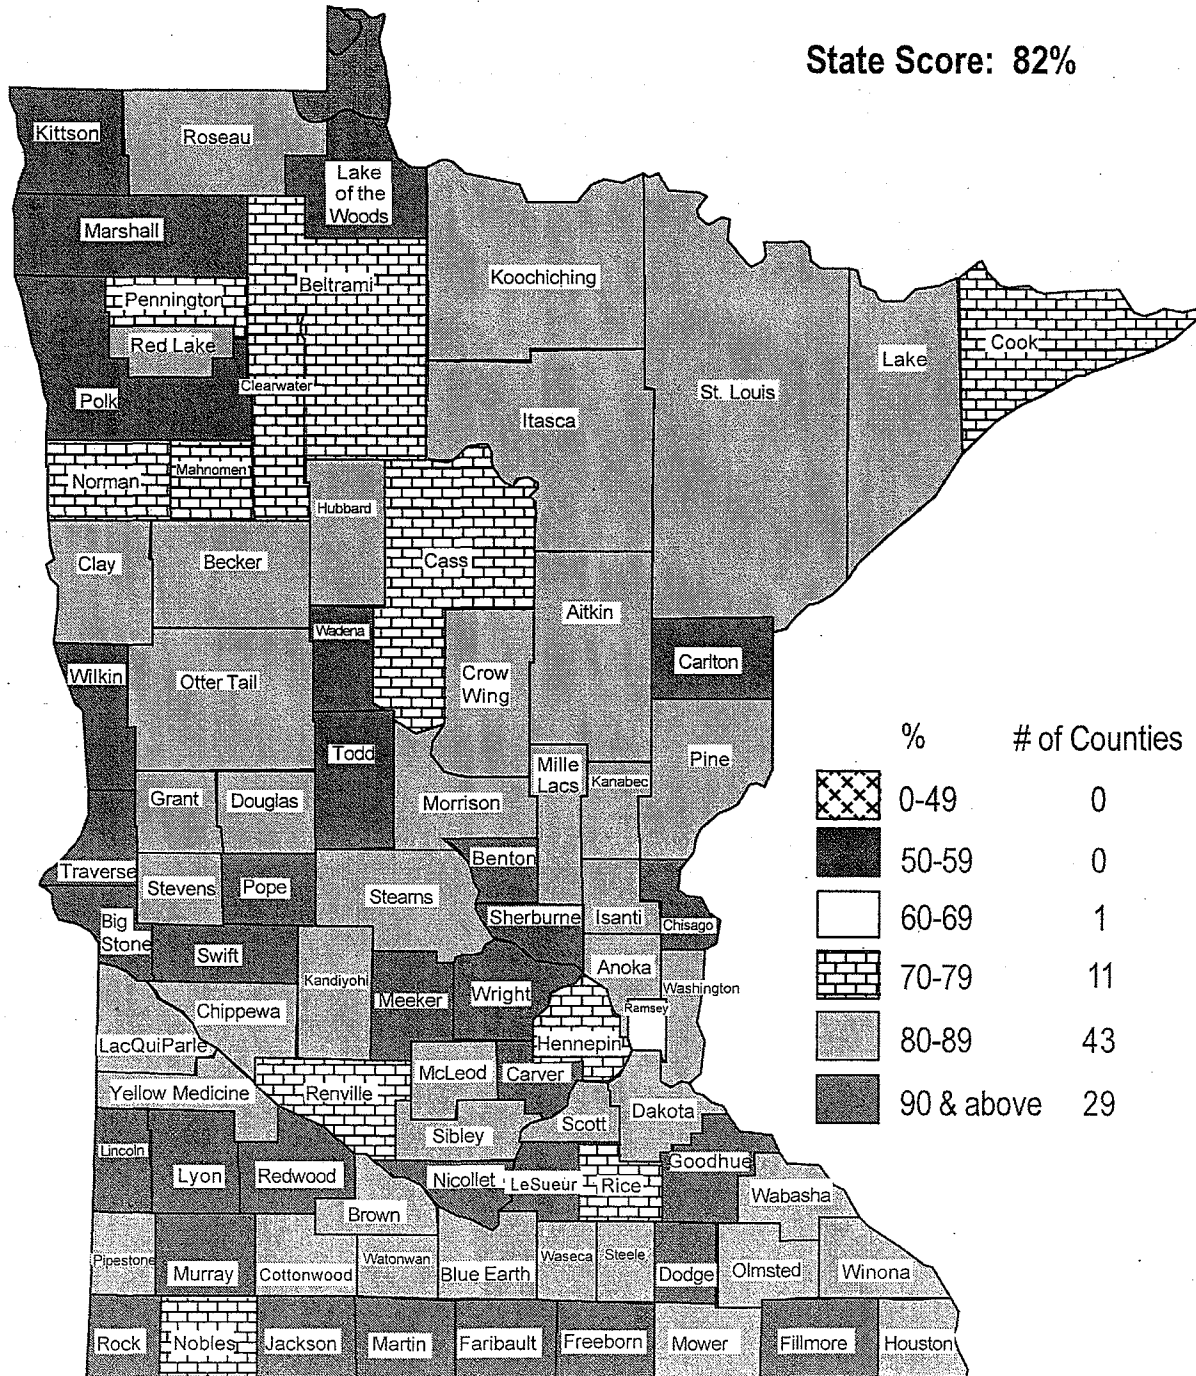 State Score: 82%
Kittson
Roseau
Lake
of the
Woods
Marshall
Koochiching
Beltrami
Pennington
Cook
Red Lake
Lake
Clearwater
St. Louis
Polk
Itasca
Mahnomen
Norman
Hubbard
Clay
Becker
Cass
Aitkin
Wadena
Carlton
Wilkin
Otter Tail
Crow
Wing
Todd
Pine
Mille
Lacs
Kanabec
Grant
Douglas
Morrison
Benton
Traverse
Stevens
Pope
Stearns
Sherburne
Isanti
Chisago
Big
Stone
Swift
Kandiyohi
Anoka
Washington
Meeker
Wright
Ramsey
Chippewa
LacQuiParle
Hennepin
McLeod
Carver
Yellow Medicine
Renville
Dakota
Scott
Sibley
Lincoln
Lyon
Redwood
Nicollet
LeSueur
Rice
Goodhue
Wabasha
Brown
Pipestone
Murray
Cottonwood
Watonwan
Blue Earth
Waseca
Steele
Dodge
Olmsted
Winona
Rock
Nobles
Jackson
Martin
Faribault
Freeborn
Mower
Fillmore
Houston
% # of Counties
0-49 0
50-59 0
60-69 1
70-79 11
80-89 43
90 & above 29